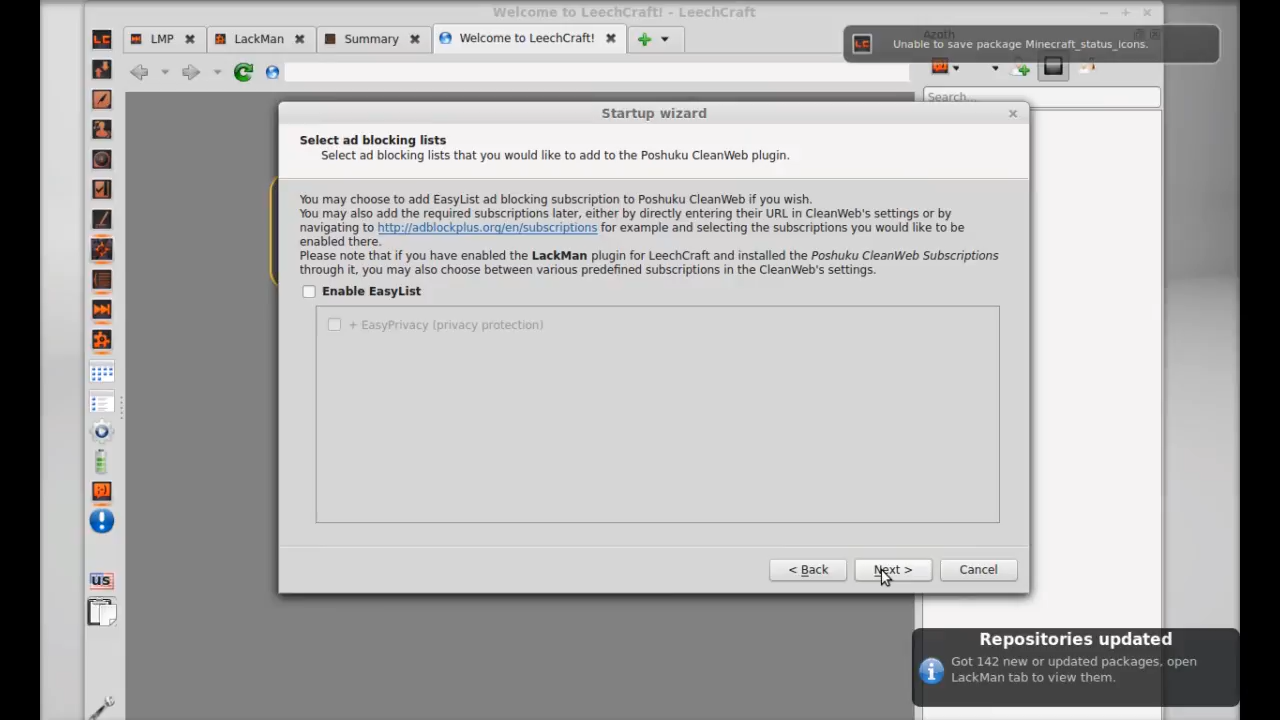 Welcome to LeechCraft! - LeechCraft
LMP
LackMan
Summary
Welcome to LeechCraft!
Unable to save package Minecraft_status_icons.
Search...
Startup wizard
Select ad blocking lists
Select ad blocking lists that you would like to add to the Poshuku CleanWeb plugin.
You may choose to add EasyList ad blocking subscription to Poshuku CleanWeb if you wish.
You may also add the required subscriptions later, either by directly entering their URL in CleanWeb's settings or by
navigating to http://adblockplus.org/en/subscriptions for example and selecting the subscriptions you would like to be
enabled there.
Please note that if you have enabled the LackMan plugin for LeechCraft and installed the Poshuku CleanWeb Subscriptions
through it, you may also choose between various predefined subscriptions in the CleanWeb's settings.
Enable EasyList
+ EasyPrivacy (privacy protection)
< Back
Next >
Cancel
us
Repositories updated
Got 142 new or updated packages, open
LackMan tab to view them.